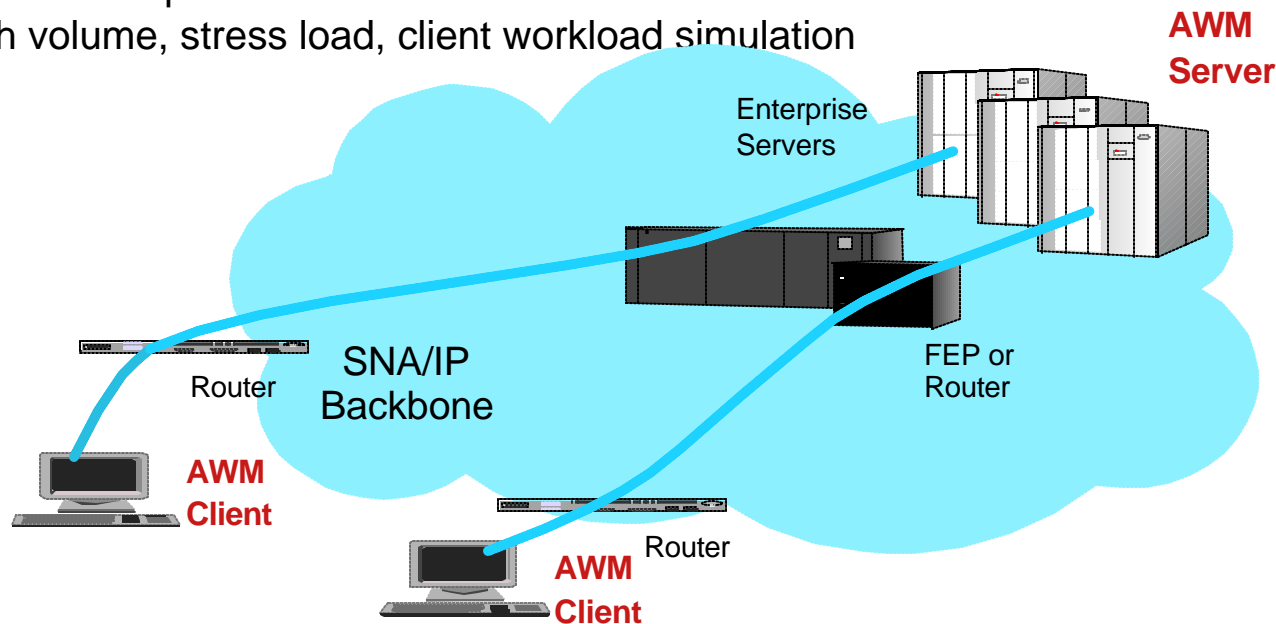 volume, stress load, client workload simulation
AWM
Server
Enterprise
Servers
FEP or
Router
SNA/IP
Backbone
Router
AWM
Client
Router
AWM
Client